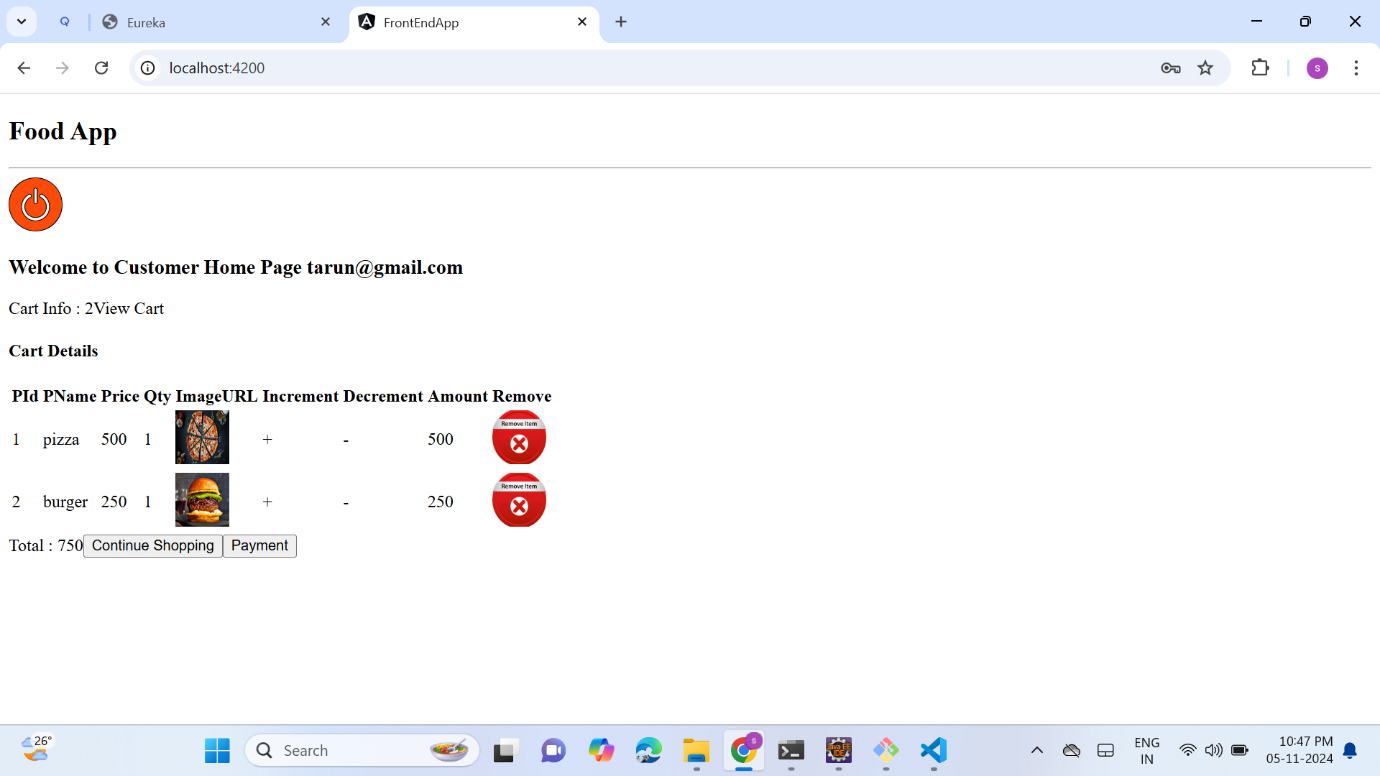 Eureka
FrontEndApp
localhost:4200
s
Food App
Welcome to Customer Home Page tarun@gmail.com
Cart Info : 2View Cart
Cart Details
PId PName Price Qty ImageURL Increment Decrement Amount Remove
1 pizza 500 1 + - 500 Remove Item
2 burger 250 1 + - 250 Remove Item
Total : 750 Continue Shopping Payment
26°
Search
S
Java EE
IDE
ENG
IN
10:47 PM
05-11-2024